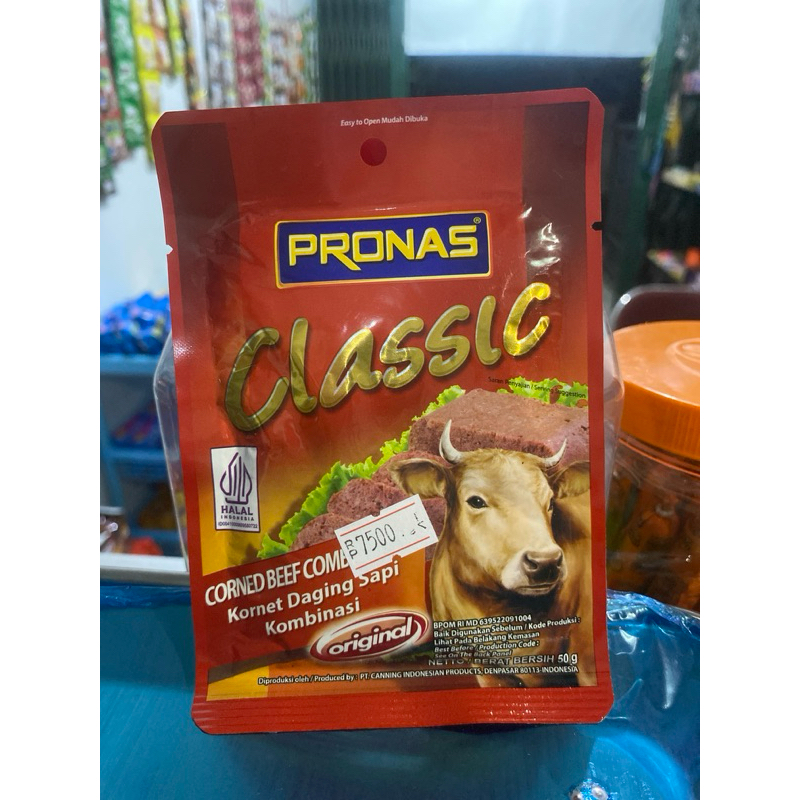 Easy to Open Mudah Dibuka
PRONAS®
Classic
Saran Penyajian / Serving Suggestion
HALAL
INDONESIA
Rp7500.-
CORNED BEEF COMB
Kornet Daging Sapi
Kombinasi
original
BPOM RI MD 639522091004
Baik Digunakan Sebelum / Kode Produksi :
Lihat Pada Belakang Kemasan
Best Before / Production Code :
See On The Back Panel
NETTO / BERAT BERSIH 50 g
Diproduksi oleh / Produced by : PT. CANNING INDONESIAN PRODUCTS. DENPASAR 80113-INDONESIA